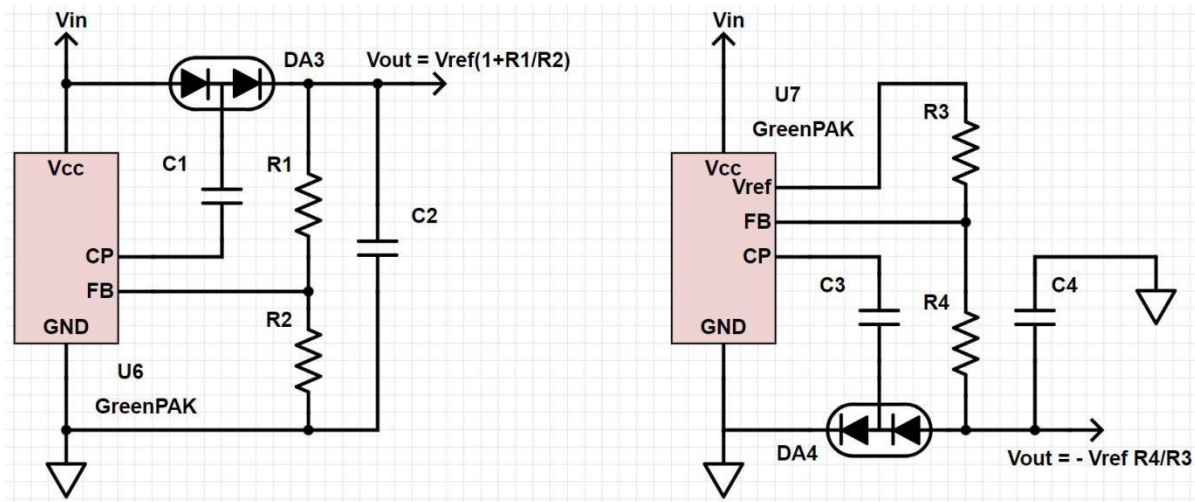 Vin
DA3
Vout = Vref(1+R1/R2)
Vcc
C1
R1
C2
CP
FB
R2
GND
U6
GreenPAK
Vin
U7
GreenPAK
R3
Vcc
Vref
FB
CP
C3
R4
C4
GND
DA4
Vout = - Vref R4/R3